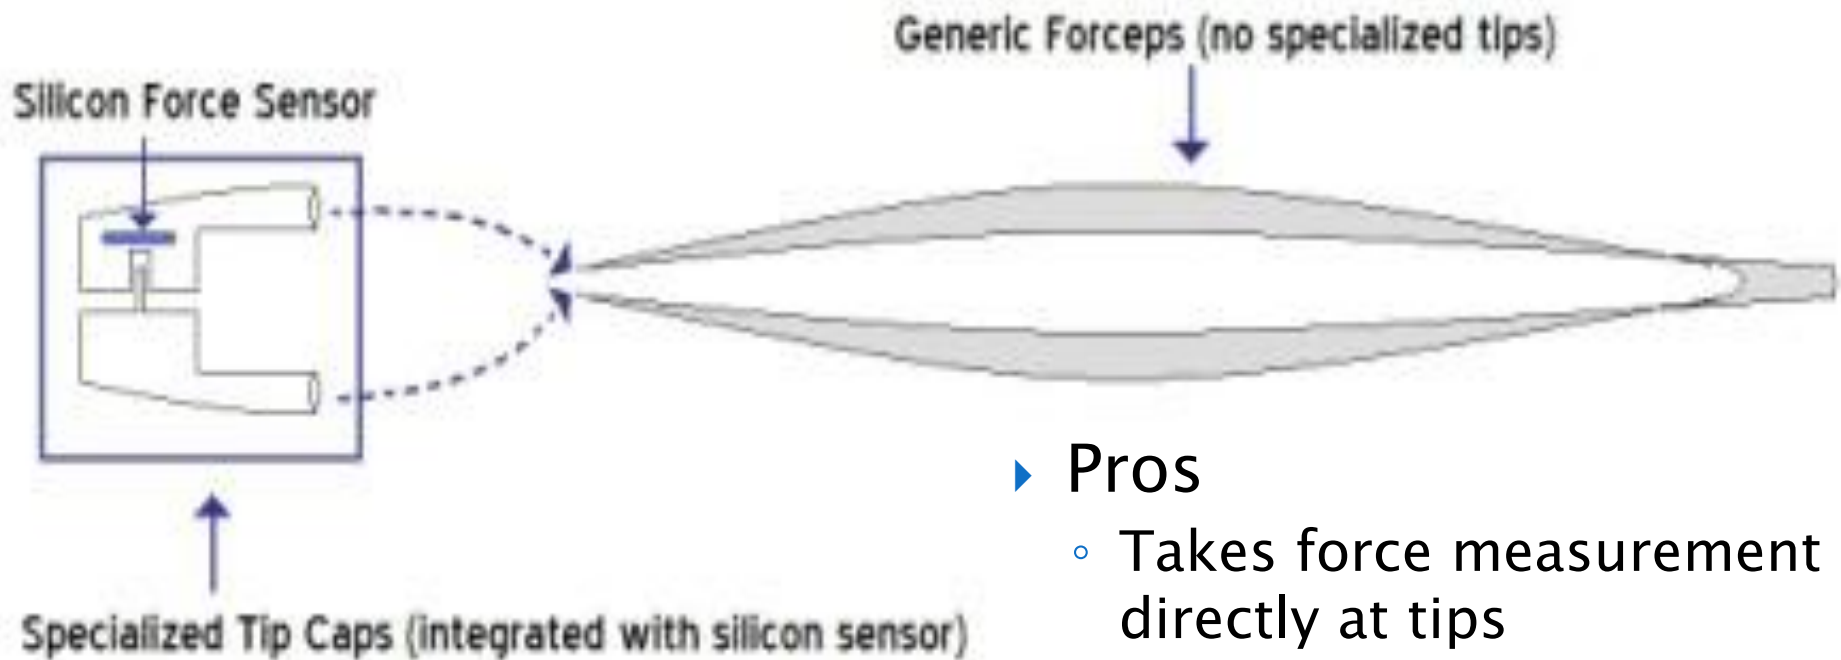 Generic Forceps (no specialized tips)
Silicon Force Sensor
Specialized Tip Caps (integrated with silicon sensor)
Pros
Takes force measurement
directly at tips